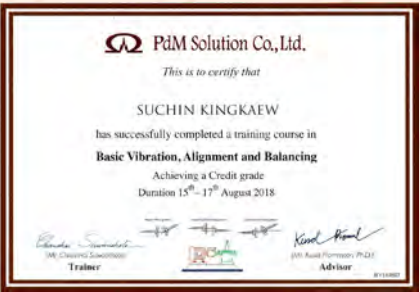 PdM Solution Co.,Ltd.
This is to certify that
SUCHIN KINGKAEW
has successfully completed a training course in
Basic Vibration, Alignment and Balancing
Achieving a Credit grade
Duration 15th – 17th August 2018
Trainer
Advisor